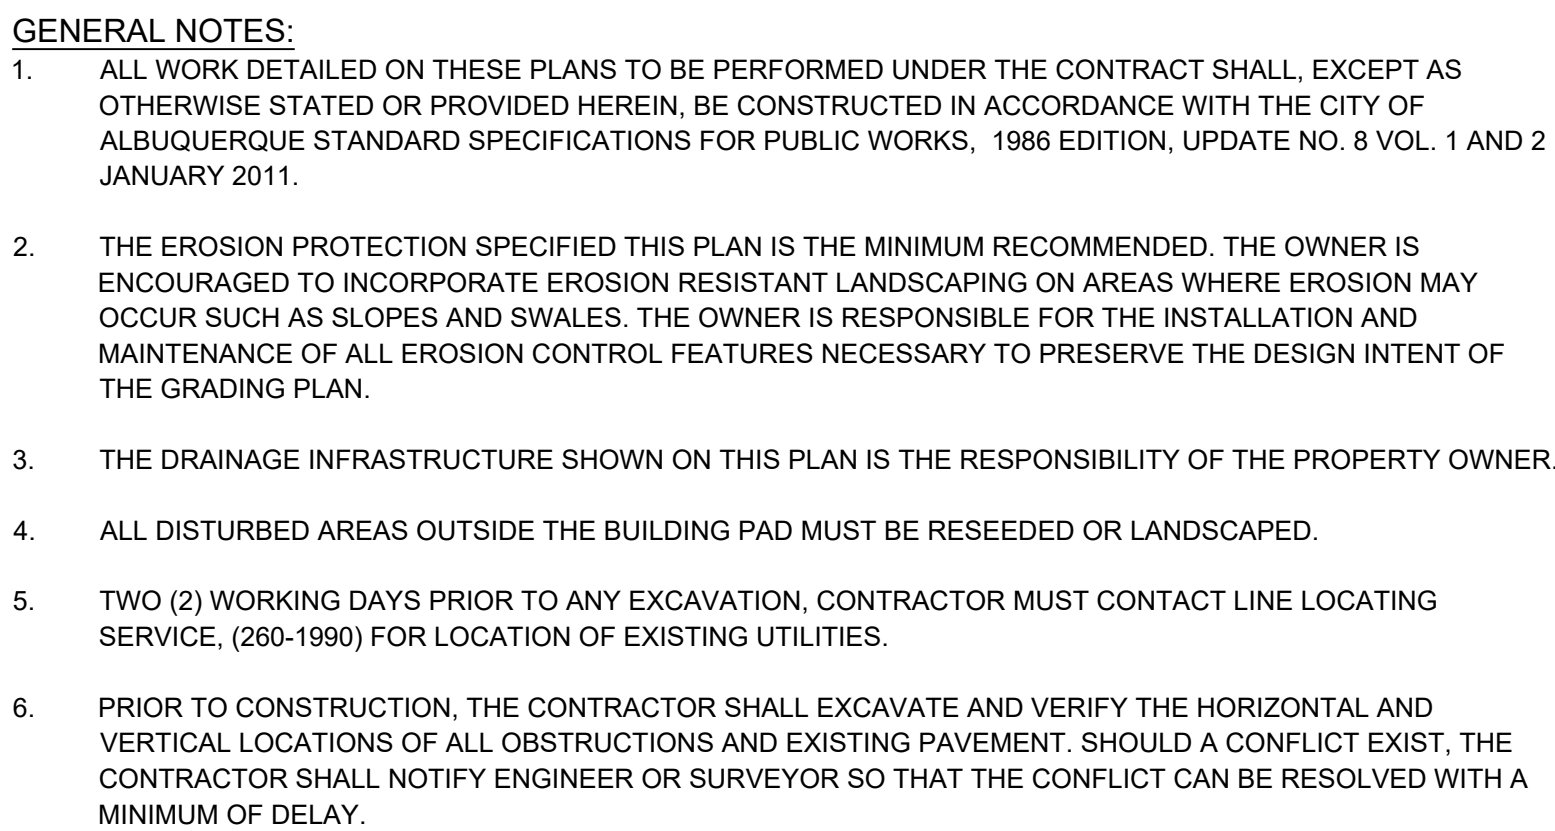 GENERAL NOTES:
1. ALL WORK DETAILED ON THESE PLANS TO BE PERFORMED UNDER THE CONTRACT SHALL, EXCEPT AS
OTHERWISE STATED OR PROVIDED HEREIN, BE CONSTRUCTED IN ACCORDANCE WITH THE CITY OF
ALBUQUERQUE STANDARD SPECIFICATIONS FOR PUBLIC WORKS, 1986 EDITION, UPDATE NO. 8 VOL. 1 AND 2
JANUARY 2011.
2. THE EROSION PROTECTION SPECIFIED THIS PLAN IS THE MINIMUM RECOMMENDED. THE OWNER IS
ENCOURAGED TO INCORPORATE EROSION RESISTANT LANDSCAPING ON AREAS WHERE EROSION MAY
OCCUR SUCH AS SLOPES AND SWALES. THE OWNER IS RESPONSIBLE FOR THE INSTALLATION AND
MAINTENANCE OF ALL EROSION CONTROL FEATURES NECESSARY TO PRESERVE THE DESIGN INTENT OF
THE GRADING PLAN.
3. THE DRAINAGE INFRASTRUCTURE SHOWN ON THIS PLAN IS THE RESPONSIBILITY OF THE PROPERTY OWNER.
4. ALL DISTURBED AREAS OUTSIDE THE BUILDING PAD MUST BE RESEEDED OR LANDSCAPED.
5. TWO (2) WORKING DAYS PRIOR TO ANY EXCAVATION, CONTRACTOR MUST CONTACT LINE LOCATING
SERVICE, (260-1990) FOR LOCATION OF EXISTING UTILITIES.
6. PRIOR TO CONSTRUCTION, THE CONTRACTOR SHALL EXCAVATE AND VERIFY THE HORIZONTAL AND
VERTICAL LOCATIONS OF ALL OBSTRUCTIONS AND EXISTING PAVEMENT. SHOULD A CONFLICT EXIST, THE
CONTRACTOR SHALL NOTIFY ENGINEER OR SURVEYOR SO THAT THE CONFLICT CAN BE RESOLVED WITH A
MINIMUM OF DELAY.